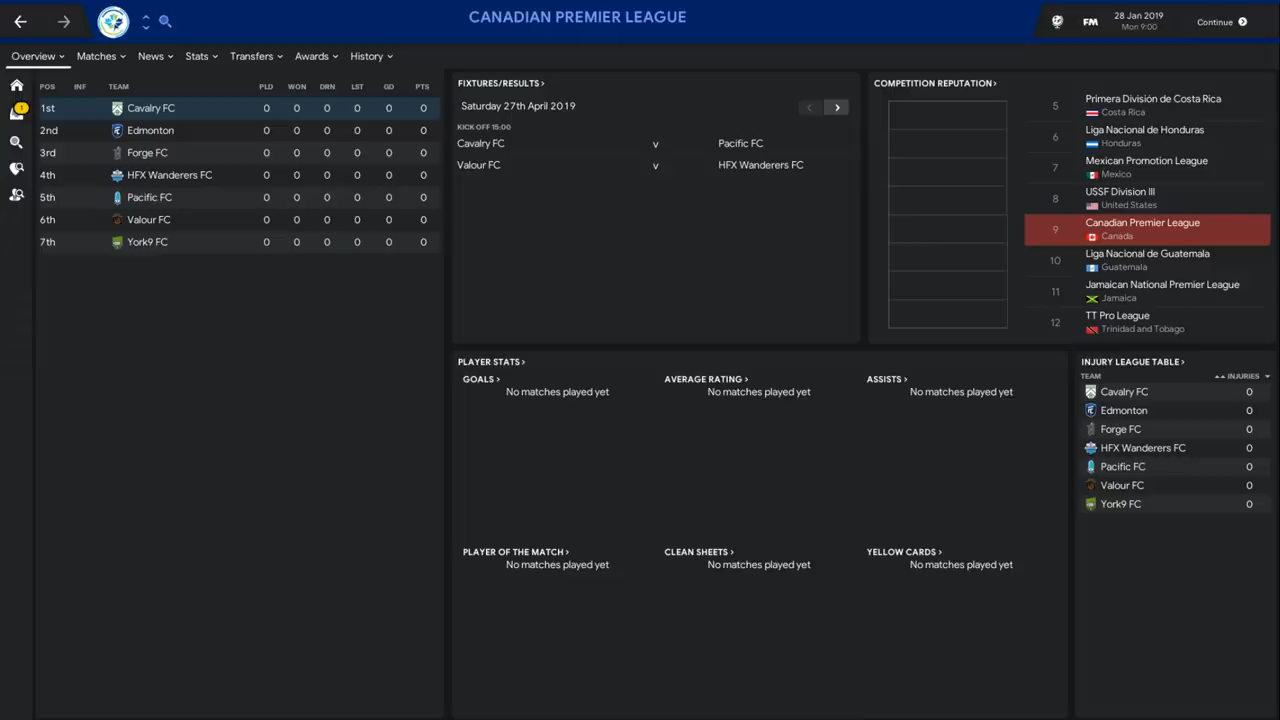 CANADIAN PREMIER LEAGUE
FM
28 Jan 2019
Mon 9:00
Continue
Overview
Matches
News
Stats
Transfers
Awards
History
1
POS INF TEAM PLD WON DRN LST GD PTS
1st Cavalry FC 0 0 0 0 0 0
2nd Edmonton 0 0 0 0 0 0
3rd Forge FC 0 0 0 0 0 0
4th HFX Wanderers FC 0 0 0 0 0 0
5th Pacific FC 0 0 0 0 0 0
6th Valour FC 0 0 0 0 0 0
7th York9 FC 0 0 0 0 0 0
FIXTURES/RESULTS >
Saturday 27th April 2019
KICK OFF 15:00
Cavalry FC v Pacific FC
Valour FC v HFX Wanderers FC
COMPETITION REPUTATION >
5 Primera División de Costa Rica
Costa Rica
6 Liga Nacional de Honduras
Honduras
7 Mexican Promotion League
Mexico
8 USSF Division III
United States
9 Canadian Premier League
Canada
10 Liga Nacional de Guatemala
Guatemala
11 Jamaican National Premier League
Jamaica
12 TT Pro League
Trinidad and Tobago
PLAYER STATS >
GOALS >
No matches played yet
AVERAGE RATING >
No matches played yet
ASSISTS >
No matches played yet
PLAYER OF THE MATCH >
No matches played yet
CLEAN SHEETS >
No matches played yet
YELLOW CARDS >
No matches played yet
INJURY LEAGUE TABLE >
TEAM INJURIES
Cavalry FC 0
Edmonton 0
Forge FC 0
HFX Wanderers FC 0
Pacific FC 0
Valour FC 0
York9 FC 0